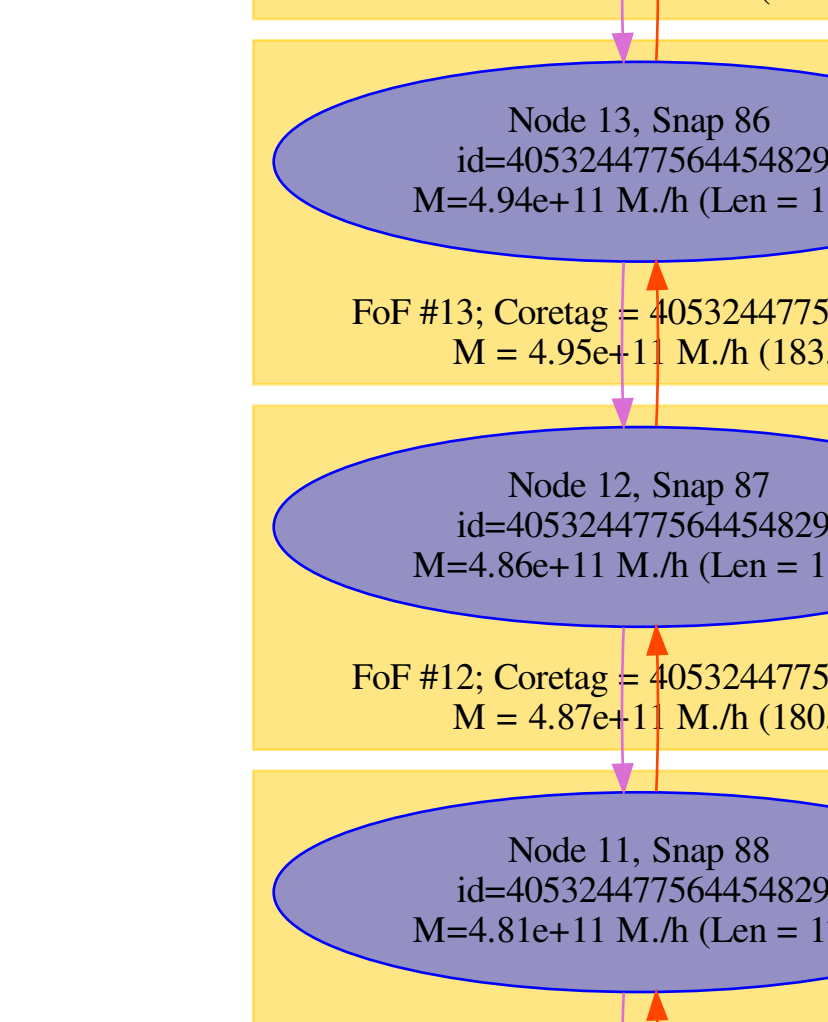 Node 13, Snap 86
id=405324477564454829
M=4.94e+11 M./h (Len = 1
FoF #13; Coretag = 4053244775
M = 4.95e+11 M./h (183.
Node 12, Snap 87
id=405324477564454829
M=4.86e+11 M./h (Len = 1
FoF #12; Coretag = 4053244775
M = 4.87e+11 M./h (180.
Node 11, Snap 88
id=405324477564454829
M=4.81e+11 M./h (Len = 1